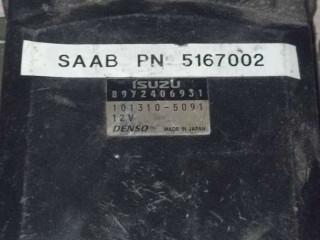 SAAB PN 5167002
ISUZU
8972406931
101310-5091
12V
DENSO MADE IN JAPAN